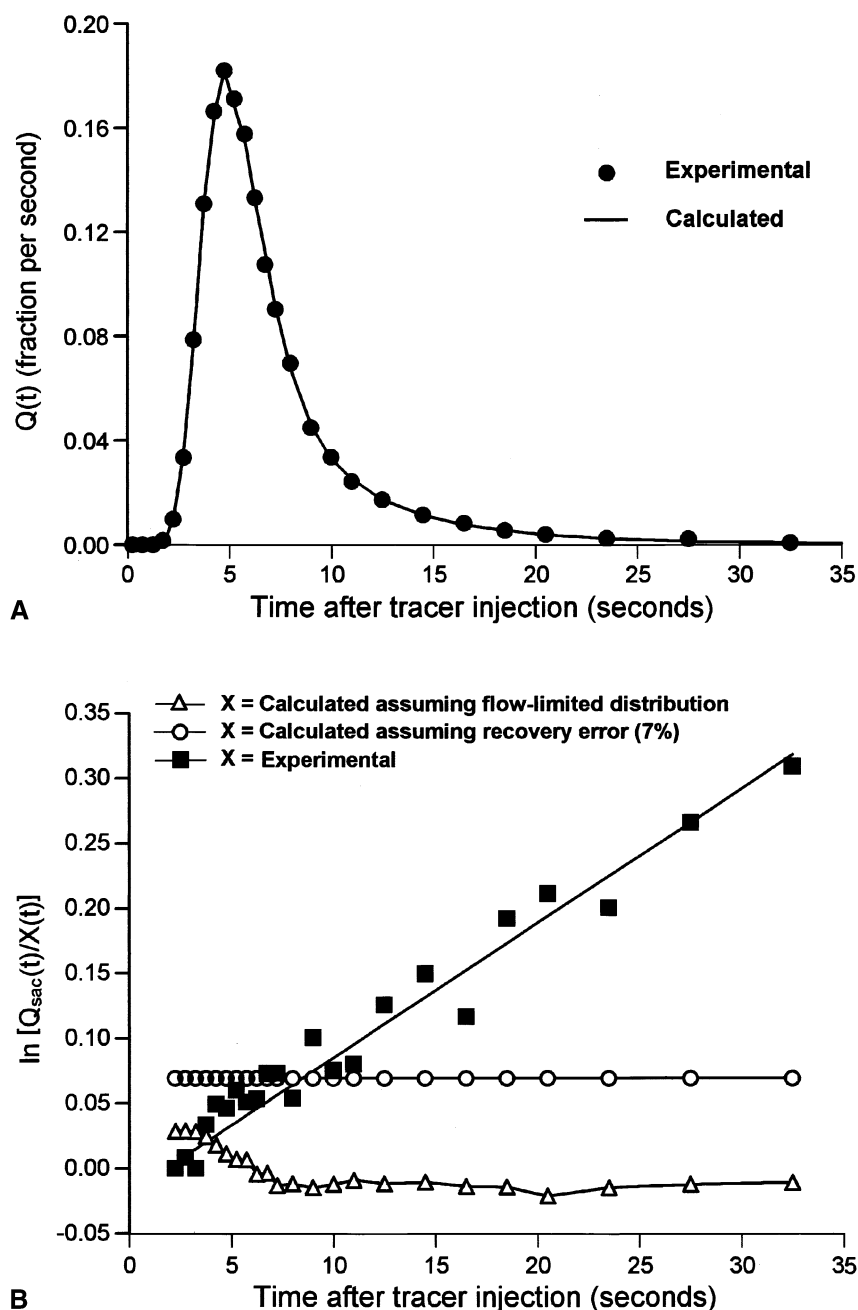 0.20
0.16
0.12
0.08
0.04
0.00
Q(t) (fraction per second)
Experimental
Calculated
0 5 10 15 20 25 30 35
Time after tracer injection (seconds)
A
X = Calculated assuming flow-limited distribution
X = Calculated assuming recovery error (7%)
X = Experimental
0.35
0.30
0.25
0.20
0.15
0.10
0.05
0.00
-0.05
ln [Qsac(t)/X(t)]
0 5 10 15 20 25 30 35
Time after tracer injection (seconds)
B